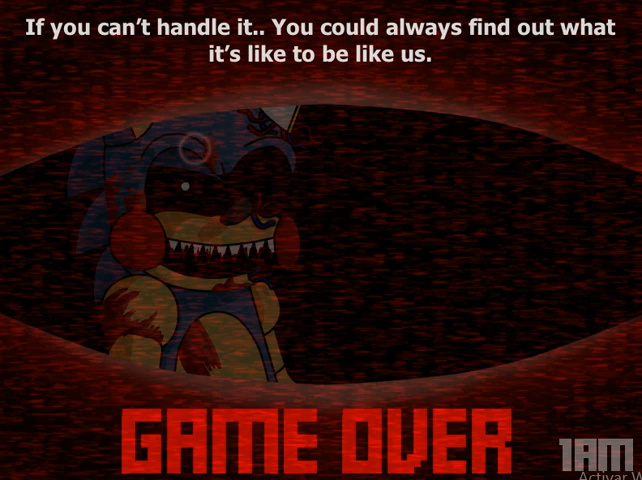 If you can't handle it.. You could always find out what
it's like to be like us.
GAME OVER
1AM
Activar W